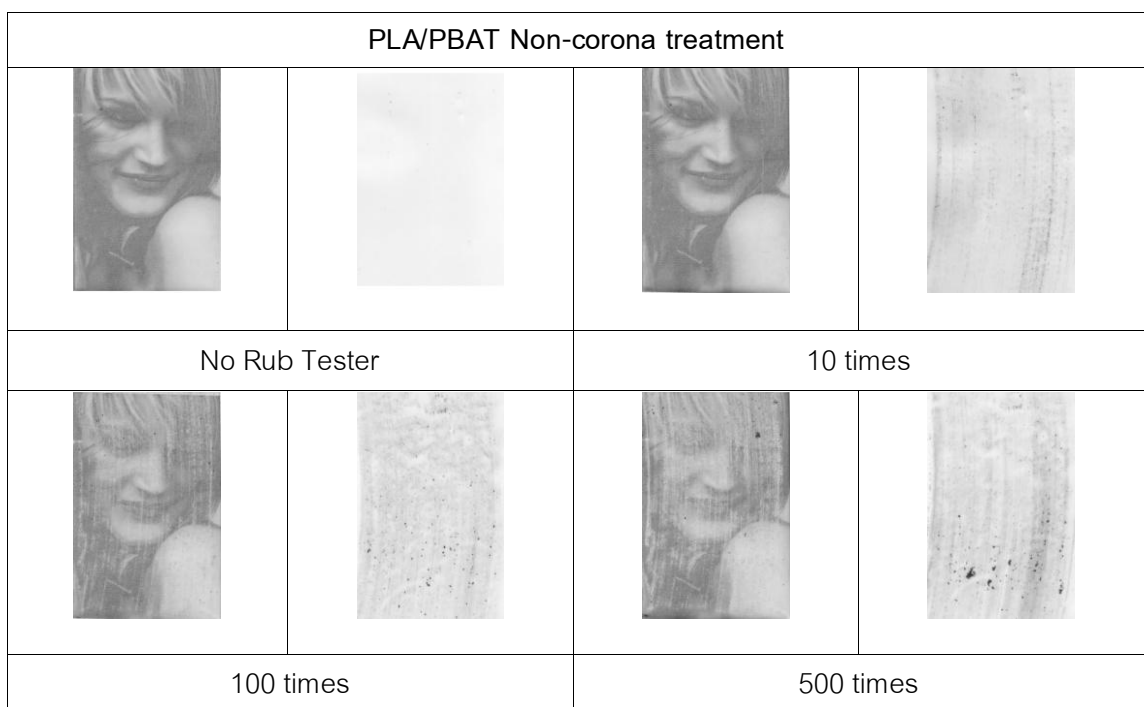 PLA/PBAT Non-corona treatment
No Rub Tester
10 times
100 times
500 times